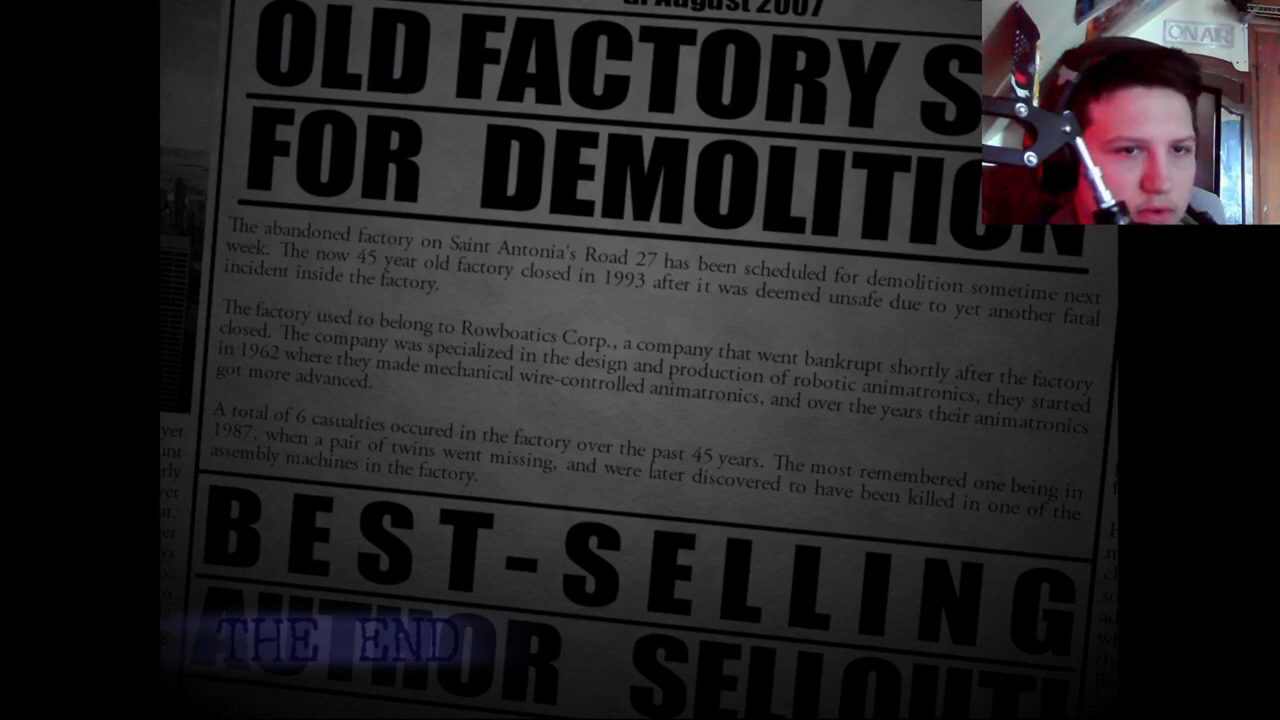 August 2007
OLD FACTORY S
ON AIR
FOR DEMOLITION
The abandoned factory on Saint Antonia's Road 27 has been scheduled for demolition sometime next
week. The now 45 year old factory closed in 1993 after it was deemed unsafe due to yet another fatal
incident inside the factory.
The factory used to belong to Rowboatics Corp., a company that went bankrupt shortly after the factory
closed. The company was specialized in the design and production of robotic animatronics, they started
in 1962 where they made mechanical wire-controlled animatronics, and over the years their animatronics
got more advanced.
A total of 6 casualties occured in the factory over the past 45 years. The most remembered one being in
1987, when a pair of twins went missing, and were later discovered to have been killed in one of the
assembly machines in the factory.
BEST-SELLING
AUTHOR SELLOUT!
THE END